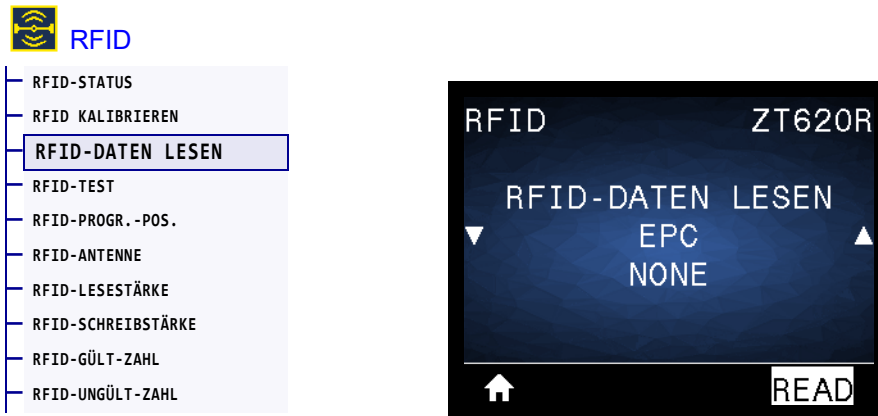 RFID
RFID-STATUS
RFID KALIBRIEREN
RFID-DATEN LESEN
RFID-TEST
RFID-PROGR.-POS.
RFID-ANTENNE
RFID-LESESTÄRKE
RFID-SCHREIBSTÄRKE
RFID-GÜLT-ZAHL
RFID-UNGÜLT-ZAHL
RFID ZT620R
RFID-DATEN LESEN
EPC
NONE
READ